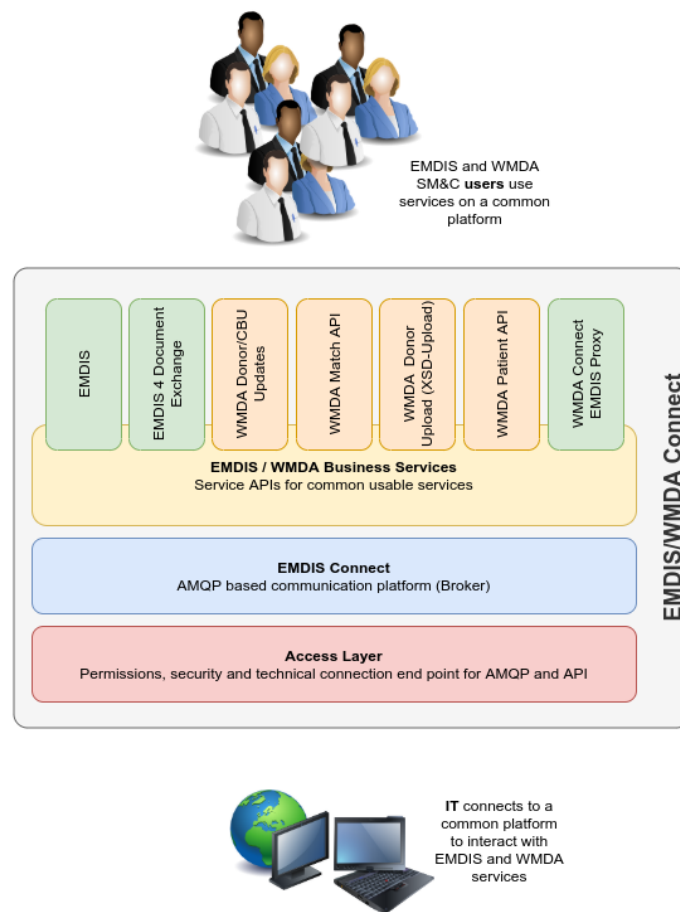 EMDIS and WMDA
SM&C users use
services on a common
platform
EMDIS
EMDIS 4 Document
Exchange
WMDA Donor/CBU
Updates
WMDA Match API
WMDA Donor
Upload (XSD-Upload)
WMDA Patient API
WMDA Connect
EMDIS Proxy
EMDIS / WMDA Business Services
Service APIs for common usable services
EMDIS Connect
AMQP based communication platform (Broker)
Access Layer
Permissions, security and technical connection end point for AMQP and API
EMDIS/WMDA Connect
IT connects to a
common platform
to interact with
EMDIS and WMDA
services